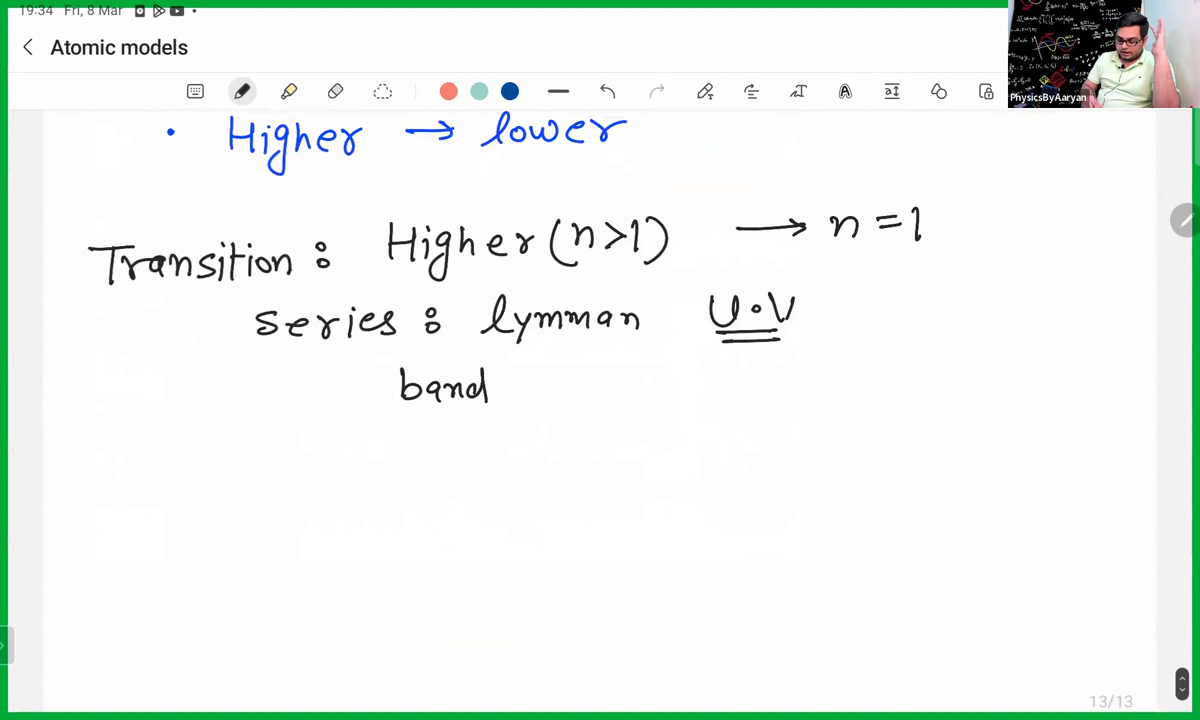 19:34 Fri, 8 Mar
Atomic models
PhysicsByAaryan
• Higher → lower
Transition : Higher (n>1) → n = 1
series : lymman U.V
band
13/13